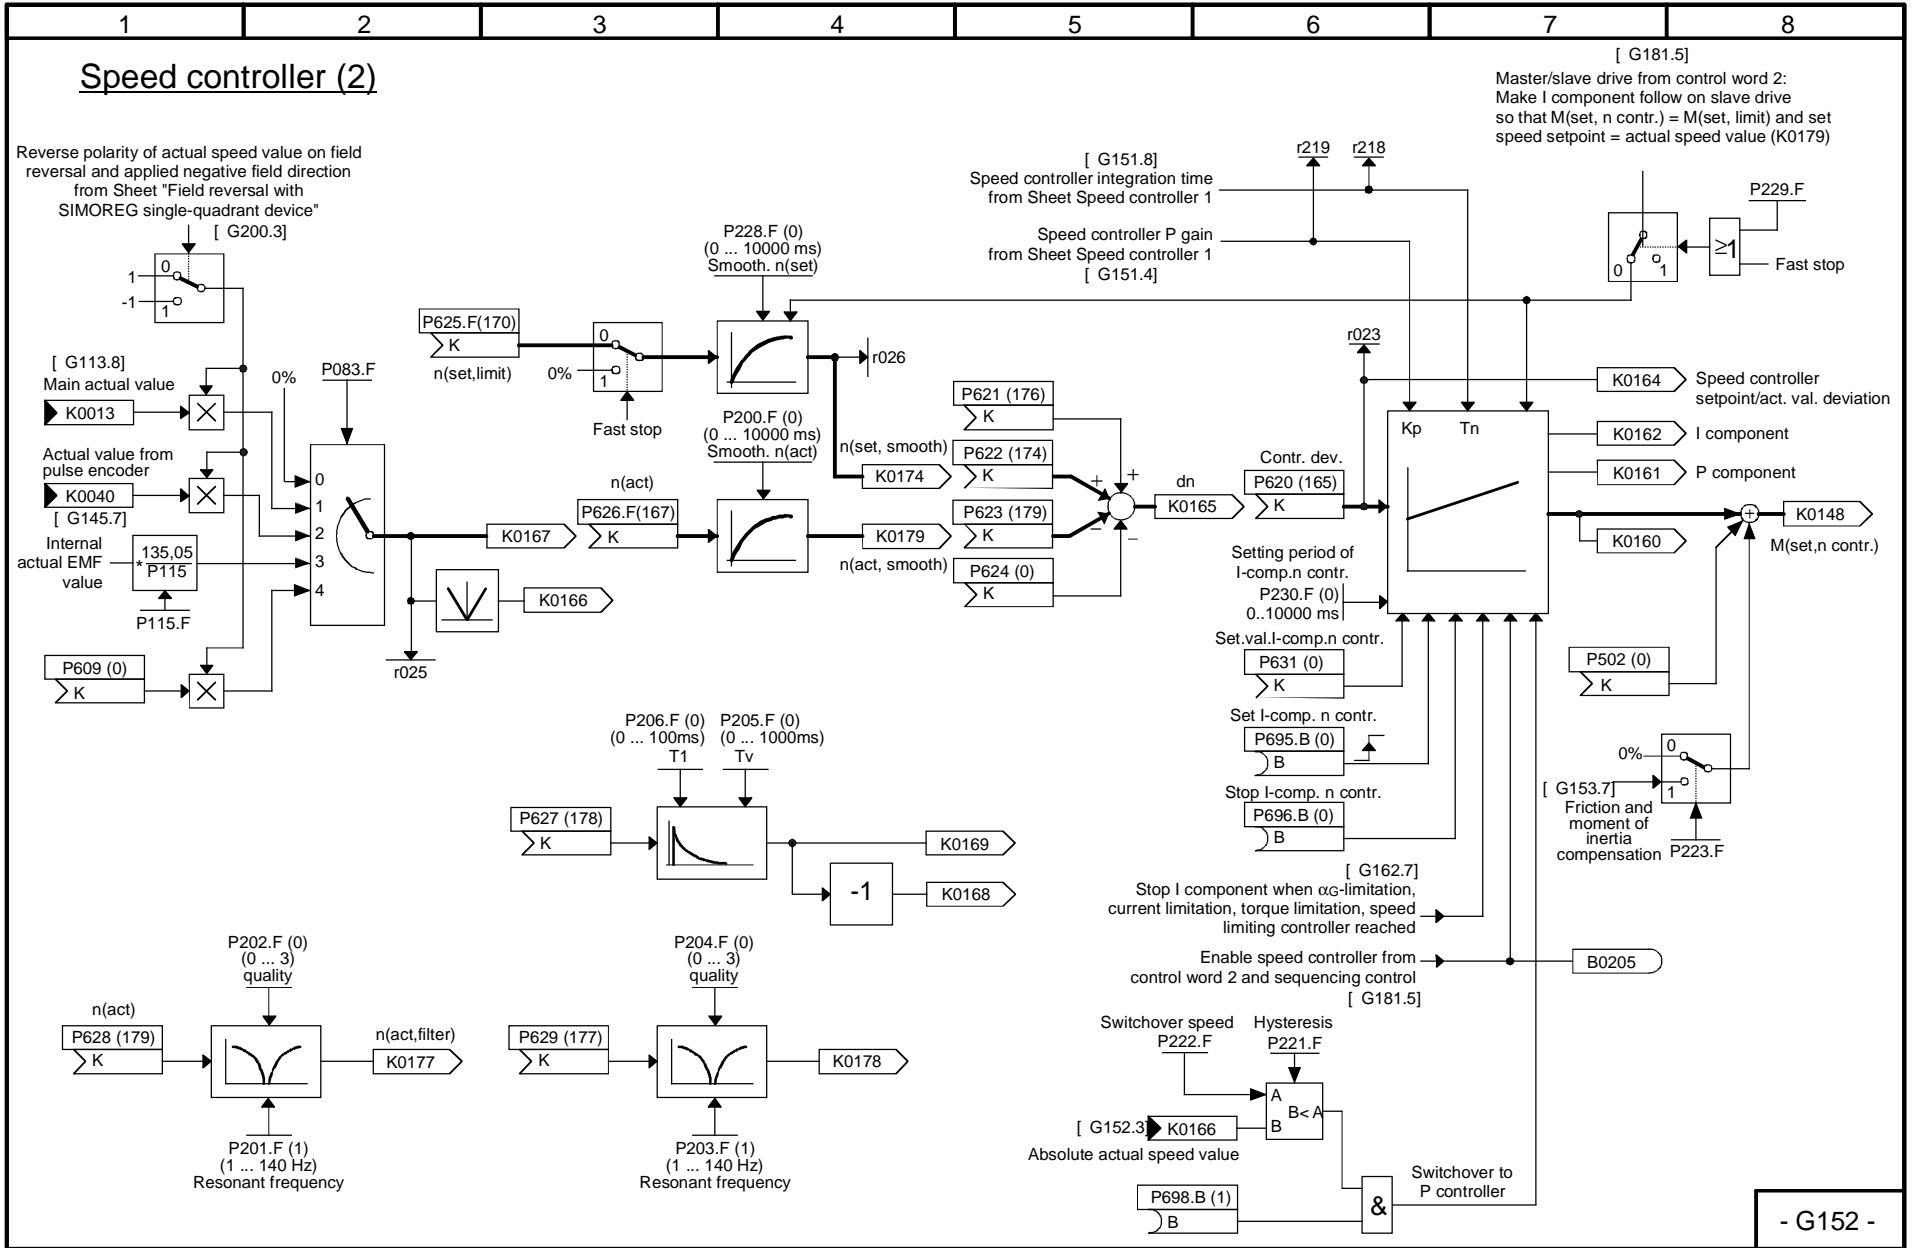 1 2 3 4 5 6 7 8
Speed controller (2)
[ G181.5]
Master/slave drive from control word 2:
Make I component follow on slave drive
so that M(set, n contr.) = M(set, limit) and set
speed setpoint = actual speed value (K0179)
Reverse polarity of actual speed value on field
reversal and applied negative field direction
from Sheet "Field reversal with
SIMOREG single-quadrant device"
[ G200.3]
1
-1
0
1
[ G151.8]
Speed controller integration time
from Sheet Speed controller 1
r219
r218
Speed controller P gain
from Sheet Speed controller 1
[ G151.4]
P229.F
≥1
Fast stop
0
1
P228.F (0)
(0 ... 10000 ms)
Smooth. n(set)
P625.F(170)
K
n(set,limit)
0
0%
1
Fast stop
r026
[ G113.8]
Main actual value
K0013
0%
P083.F
Actual value from
pulse encoder
K0040
[ G145.7]
Internal
actual EMF
value
* 135,05
P115
P115.F
P609 (0)
K
0
1
2
3
4
K0167
K0166
r025
P200.F (0)
(0 ... 10000 ms)
Smooth. n(act)
n(act)
P626.F(167)
K
n(set, smooth)
K0174
K0179
n(act, smooth)
P621 (176)
K
P622 (174)
K
P623 (179)
K
P624 (0)
K
+
+
−
−
dn
K0165
r023
Contr. dev.
P620 (165)
K
Kp
Tn
K0164
Speed controller
setpoint/act. val. deviation
K0162
I component
K0161
P component
+
K0148
K0160
M(set,n contr.)
Setting period of
I-comp.n contr.
P230.F (0)
0..10000 ms
Set.val.I-comp.n contr.
P631 (0)
K
Set I-comp. n contr.
P695.B (0)
B
Stop I-comp. n contr.
P696.B (0)
B
P502 (0)
K
0%
0
1
[ G153.7]
Friction and
moment of
inertia
compensation
P223.F
P206.F (0)
(0 ... 100ms)
T1
P205.F (0)
(0 ... 1000ms)
Tv
P627 (178)
K
K0169
-1
K0168
[ G162.7]
Stop I component when αG-limitation,
current limitation, torque limitation, speed
limiting controller reached
Enable speed controller from
control word 2 and sequencing control
[ G181.5]
B0205
P202.F (0)
(0 ... 3)
quality
n(act)
P628 (179)
K
n(act,filter)
K0177
P201.F (1)
(1 ... 140 Hz)
Resonant frequency
P204.F (0)
(0 ... 3)
quality
P629 (177)
K
K0178
P203.F (1)
(1 ... 140 Hz)
Resonant frequency
Switchover speed
P222.F
Hysteresis
P221.F
A
B< A
B
[ G152.3]
K0166
Absolute actual speed value
P698.B (1)
B
&
Switchover to
P controller
- G152 -